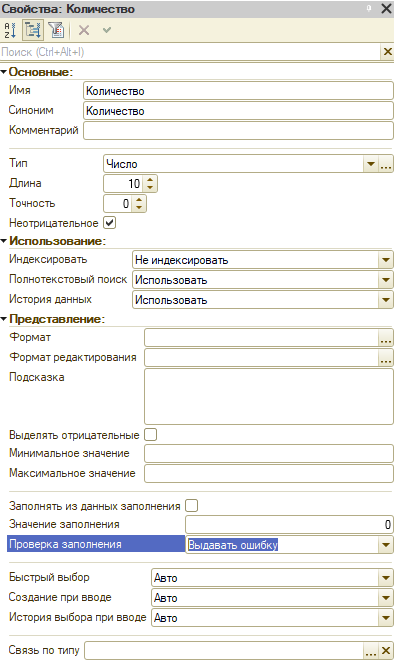 Свойства: Количество
Поиск (Ctrl+Alt+I)
Основные:
Имя Количество
Синоним Количество
Комментарий
Тип Число
Длина 10
Точность 0
Неотрицательное
Использование:
Индексировать Не индексировать
Полнотекстовый поиск Использовать
История данных Использовать
Представление:
Формат
Формат редактирования
Подсказка
Выделять отрицательные
Минимальное значение
Максимальное значение
Заполнять из данных заполнения
Значение заполнения 0
Проверка заполнения Выдавать ошибку
Быстрый выбор Авто
Создание при вводе Авто
История выбора при вводе Авто
Связь по типу